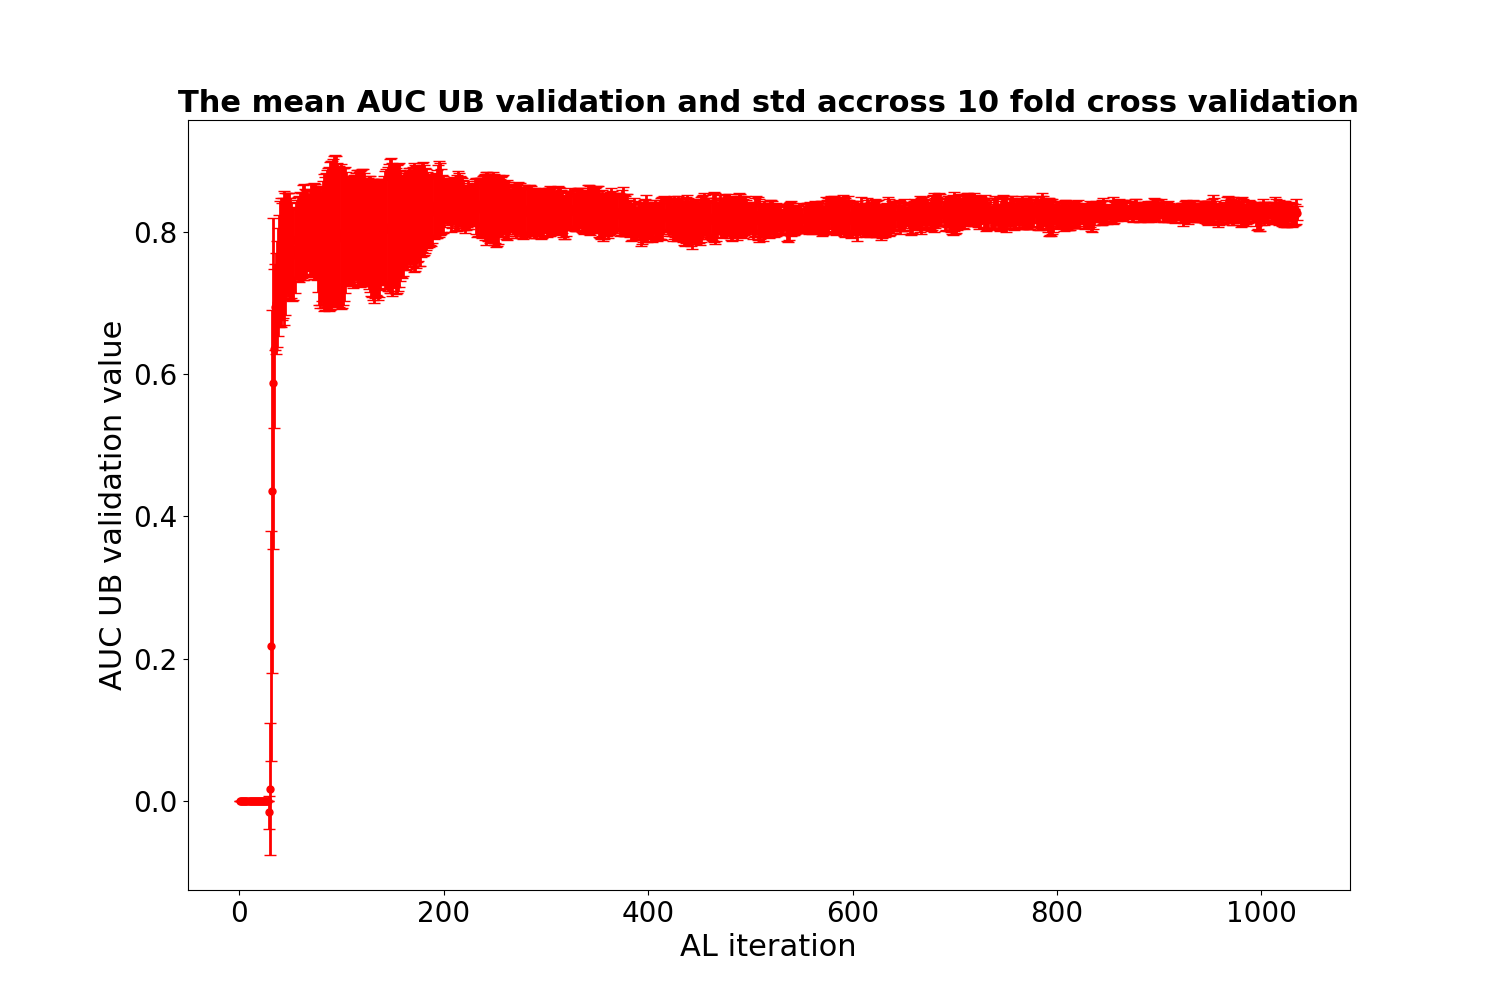 The mean AUC UB validation and std accross 10 fold cross validation
AUC UB validation value
0.8
0.6
0.4
0.2
0.0
0 200 400 600 800 1000
AL iteration